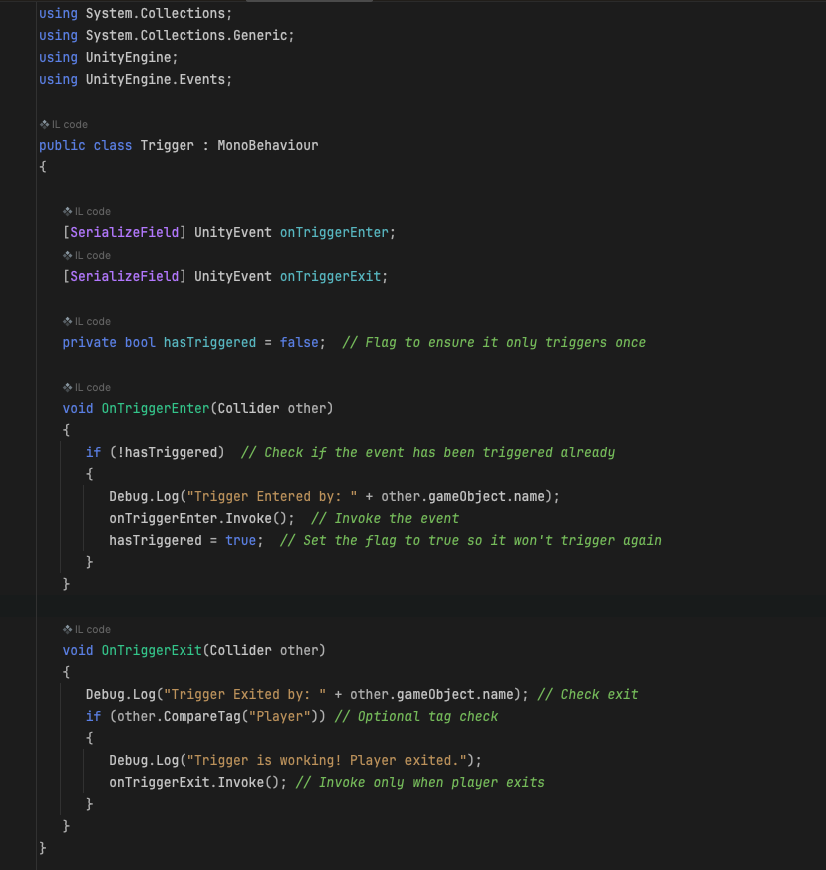 using System.Collections;
using System.Collections.Generic;
using UnityEngine;
using UnityEngine.Events;
IL code
public class Trigger : MonoBehaviour
{
IL code
[SerializeField] UnityEvent onTriggerEnter;
IL code
[SerializeField] UnityEvent onTriggerExit;
IL code
private bool hasTriggered = false;  // Flag to ensure it only triggers once
IL code
void OnTriggerEnter(Collider other)
{
if (!hasTriggered)  // Check if the event has been triggered already
{
Debug.Log("Trigger Entered by: " + other.gameObject.name);
onTriggerEnter.Invoke();  // Invoke the event
hasTriggered = true;  // Set the flag to true so it won't trigger again
}
}
IL code
void OnTriggerExit(Collider other)
{
Debug.Log("Trigger Exited by: " + other.gameObject.name); // Check exit
if (other.CompareTag("Player")) // Optional tag check
{
Debug.Log("Trigger is working! Player exited.");
onTriggerExit.Invoke(); // Invoke only when player exits
}
}
}